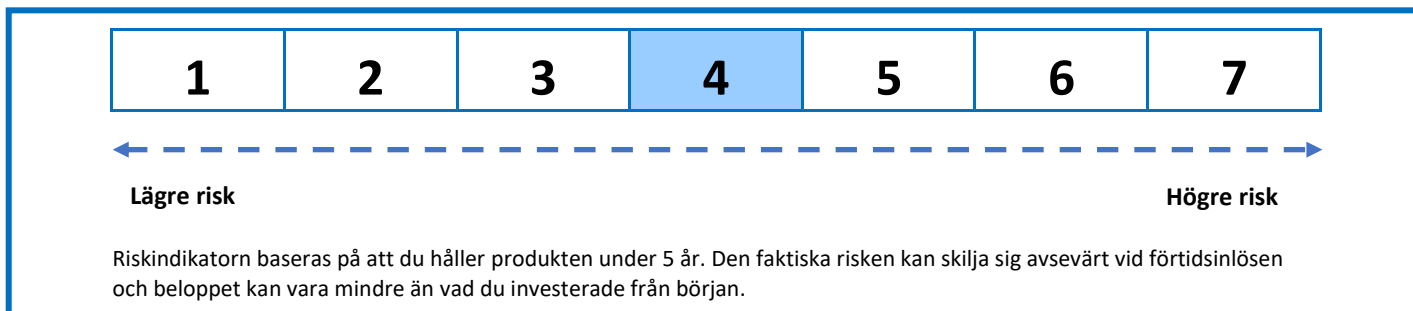 1 2 3 4 5 6 7
Lägre risk Högre risk
Riskindikatorn baseras på att du håller produkten under 5 år. Den faktiska risken kan skilja sig avsevärt vid förtidsinlösen
och beloppet kan vara mindre än vad du investerade från början.